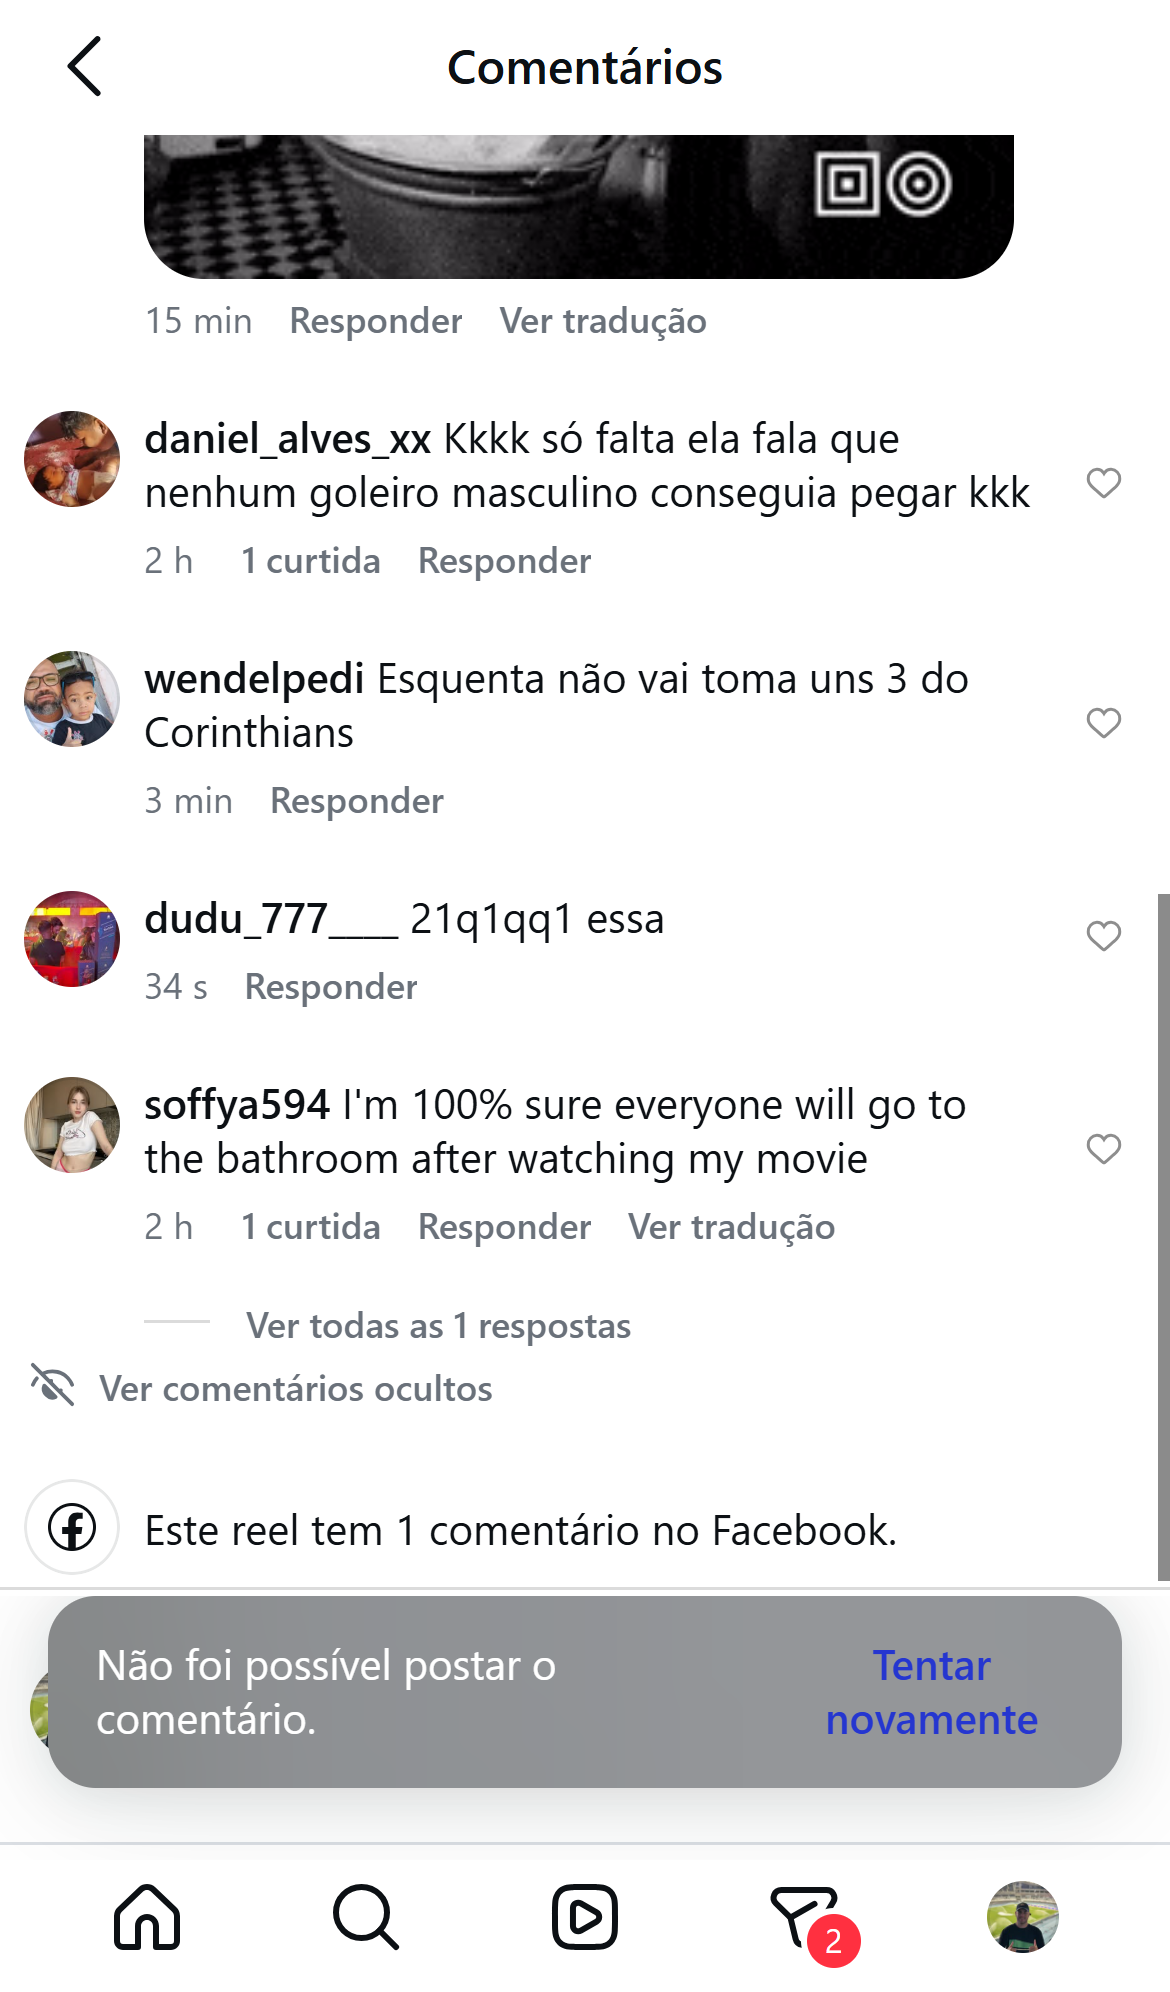 Comentários
15 min Responder Ver tradução
daniel_alves_xx Kkkk só falta ela fala que
nenhum goleiro masculino conseguia pegar kkk
2 h 1 curtida Responder
wendelpedi Esquenta não vai toma uns 3 do
Corinthians
3 min Responder
dudu_777____ 21q1qq1 essa
34 s Responder
soffya594 I'm 100% sure everyone will go to
the bathroom after watching my movie
2 h 1 curtida Responder Ver tradução
Ver todas as 1 respostas
Ver comentários ocultos
Este reel tem 1 comentário no Facebook.
Não foi possível postar o
comentário.
Tentar
novamente
2